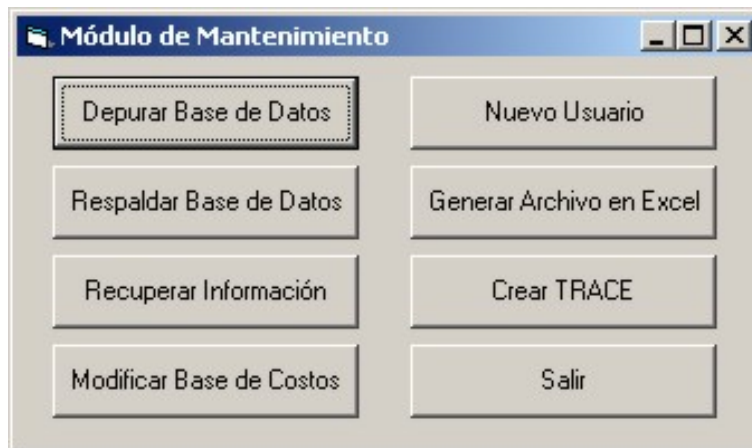 Módulo de Mantenimiento
Depurar Base de Datos
Nuevo Usuario
Respaldar Base de Datos
Generar Archivo en Excel
Recuperar Información
Crear TRACE
Modificar Base de Costos
Salir